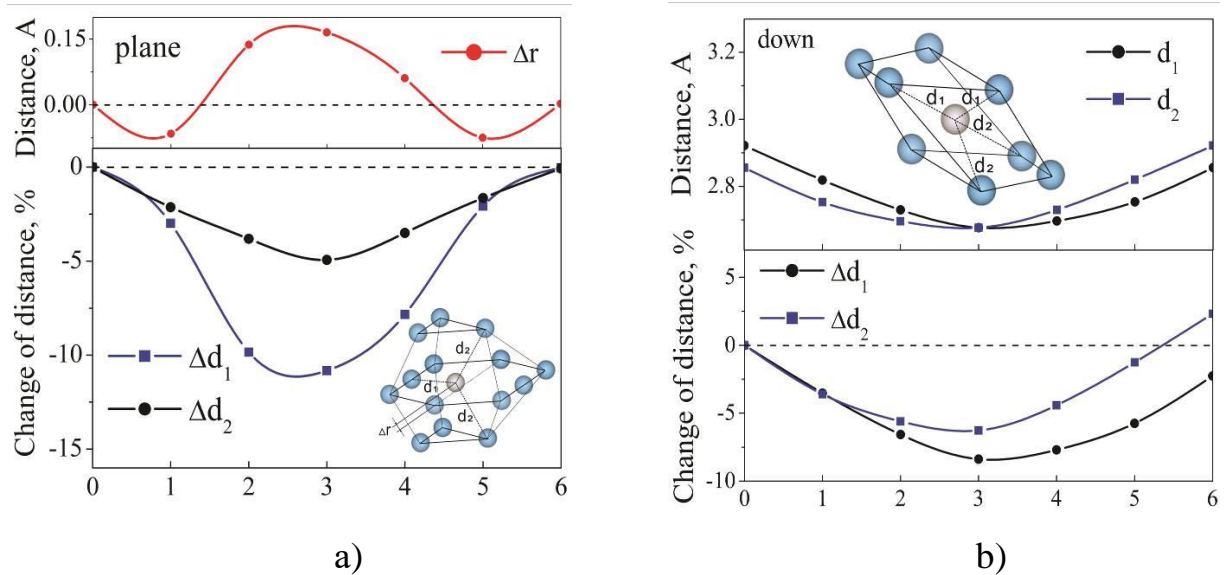 Distance, A
0.15
0.00
plane
Δr
Change of distance, %
0
-5
-10
-15
Δd1
Δd2
d₂
d₁
d₂
Δr
0 1 2 3 4 5 6
a)
Distance, A
3.2
3.0
2.8
down
d1
d2
d₁ d₁
d₂
d₂
Change of distance, %
5
0
-5
-10
Δd1
Δd2
0 1 2 3 4 5 6
b)